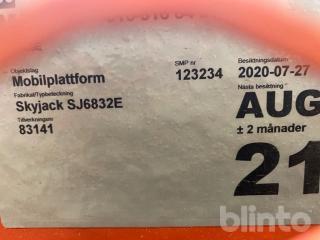 Objektslag
Mobilplattform
Fabrikat/Typbeteckning
Skyjack SJ6832E
Tillverkningsnr
83141
SMP nr
123234
Besiktningsdatum
2020-07-27
Nästa besiktning
AUG
± 2 månader
21
blinto